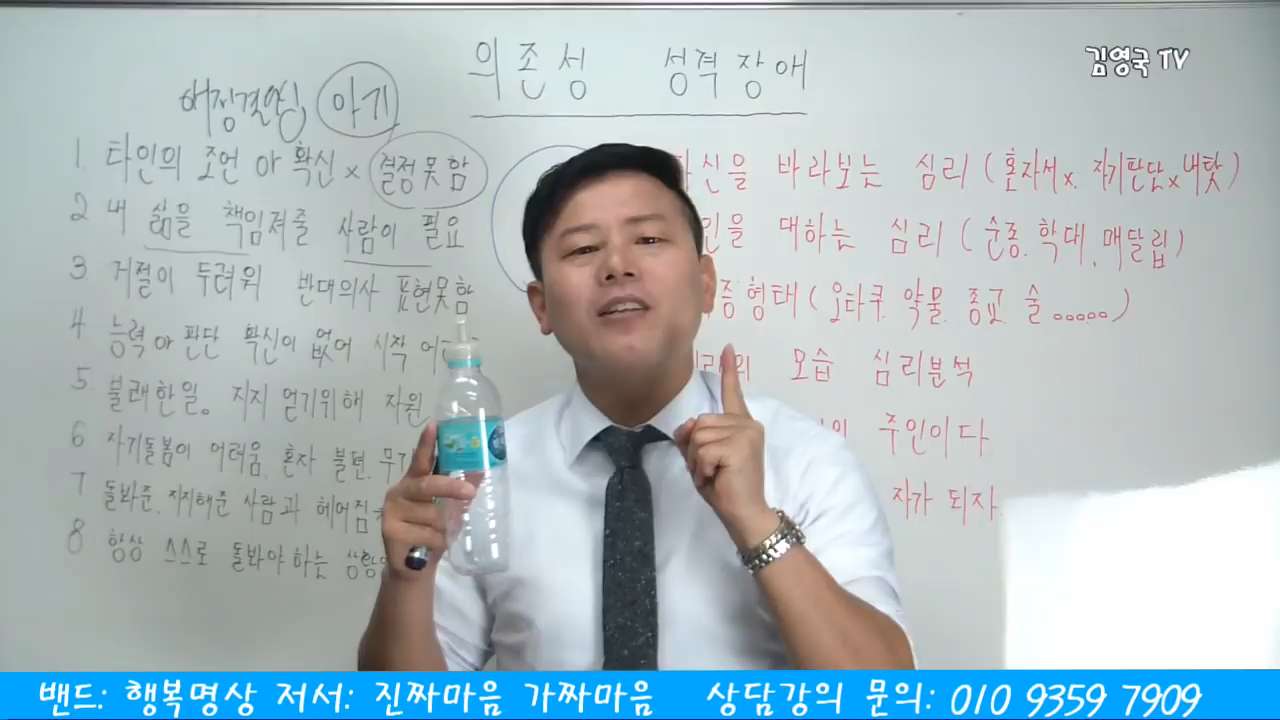 의존성 성격장애
김영국 TV
애정결핍 아기
1. 타인의 조언 아 확신 x 결정못함
2 내 삶을 책임져줄 사람이 필요
3 거절이 두려워 반대의사 표현못함
4 능력 아 판단 확신이 없어 시작
5. 불쾌한일。 지지 얻기위해 자원
6 자기돌봄이 어려움, 혼자 불편,
7 돌봐준, 지지해준 사람과 헤어짐
8 항상 스스로 돌봐야 하는
자신을 바라보는 심리 (혼자서x, 자기판단x 내탓)
대하는 심리 (순종, 학대, 매달림)
형태 (오타쿠, 약물, 종교, 술.....)
모습 심리분석
주인이다.
자가 되자.
밴드: 행복명상 저서: 진짜마음 가짜마음 상담강의 문의: 010 9359 7909